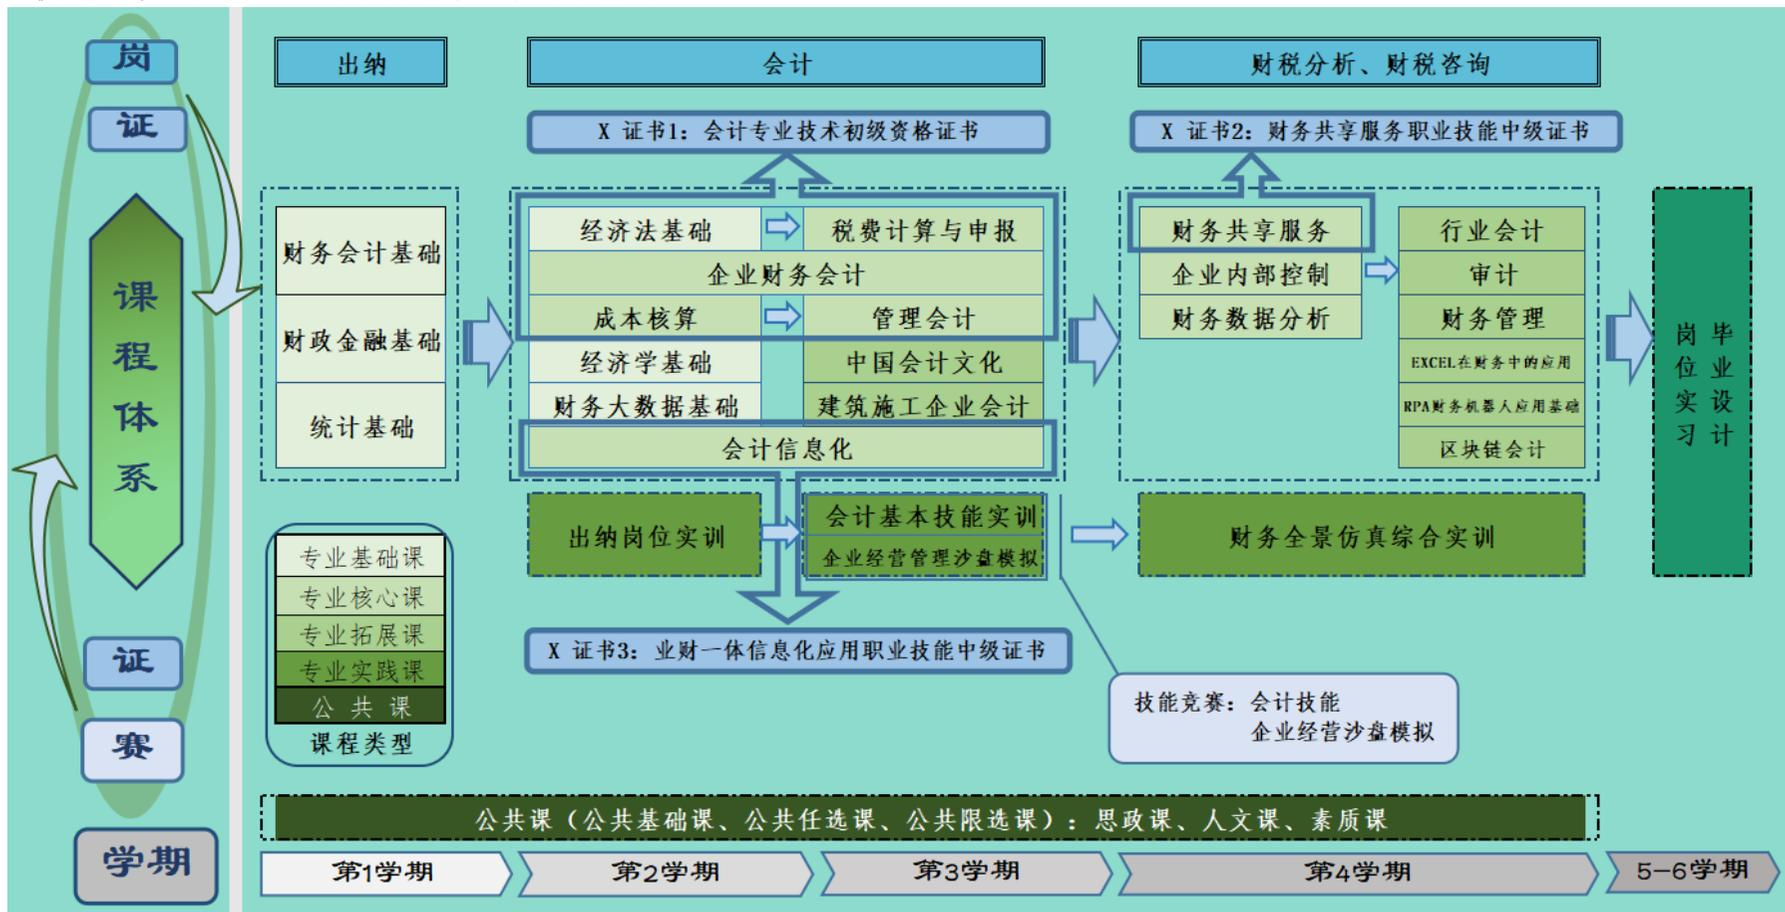 岗
证
课
程
体
系
证
赛
学期
出纳
会计
财税分析、财税咨询
X 证书1：会计专业技术初级资格证书
X 证书2：财务共享服务职业技能中级证书
财务会计基础
财政金融基础
统计基础
经济法基础
税费计算与申报
企业财务会计
成本核算
管理会计
经济学基础
中国会计文化
财务大数据基础
建筑施工企业会计
会计信息化
财务共享服务
企业内部控制
财务数据分析
行业会计
审计
财务管理
EXCEL在财务中的应用
RPA财务机器人应用基础
区块链会计
岗位实习
毕业设计
出纳岗位实训
会计基本技能实训
企业经营管理沙盘模拟
财务全景仿真综合实训
专业基础课
专业核心课
专业拓展课
专业实践课
公 共 课
课程类型
X 证书3：业财一体信息化应用职业技能中级证书
技能竞赛：会计技能
企业经营沙盘模拟
公共课（公共基础课、公共任选课、公共限选课）：思政课、人文课、素质课
第1学期
第2学期
第3学期
第4学期
5—6学期